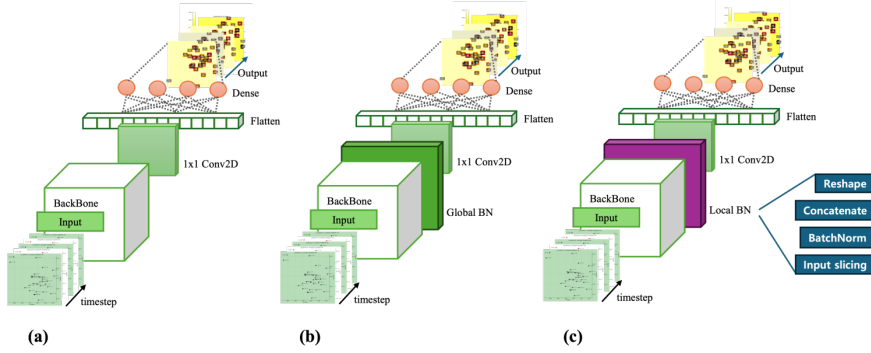 Output
Dense
Flatten
1x1 Conv2D
BackBone
Input
timestep
(a)
Output
Dense
Flatten
1x1 Conv2D
BackBone
Input
Global BN
timestep
(b)
Output
Dense
Flatten
1x1 Conv2D
BackBone
Input
Local BN
timestep
(c)
Reshape
Concatenate
BatchNorm
Input slicing